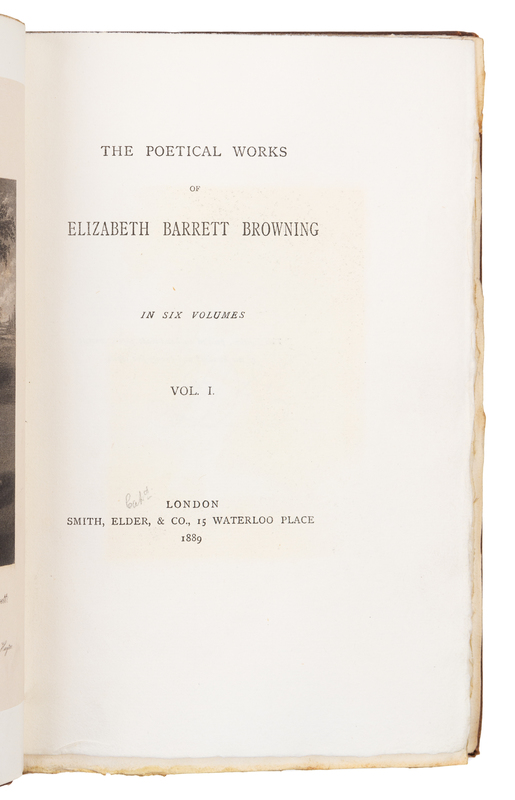 THE POETICAL WORKS
OF
ELIZABETH BARRETT BROWNING
IN SIX VOLUMES
VOL. I.
LONDON
SMITH, ELDER, & CO., 15 WATERLOO PLACE
1889